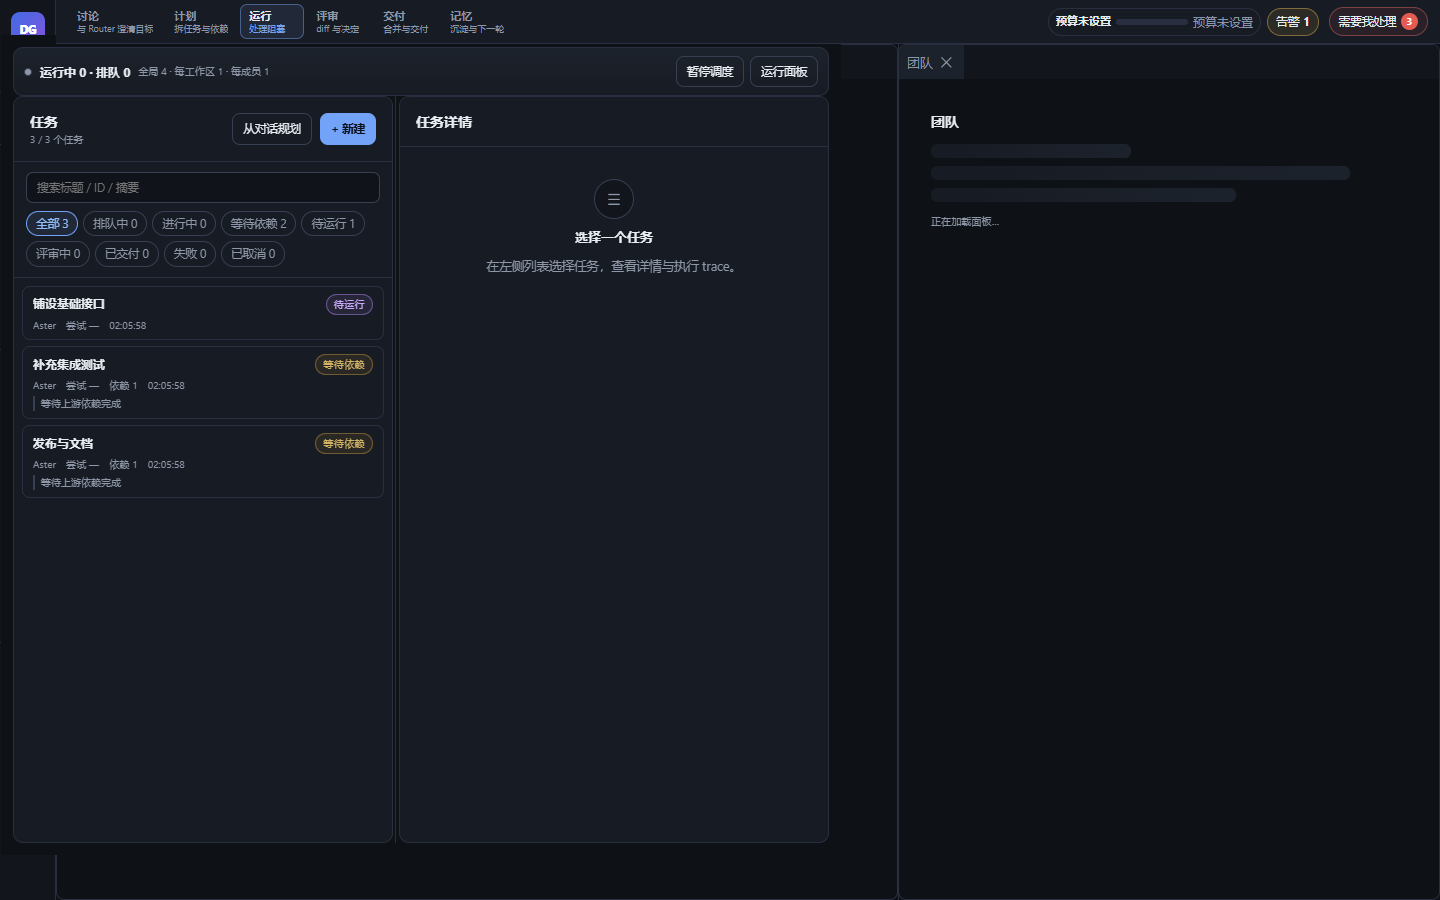 DG
讨论
与 Router 澄清目标
计划
拆任务与依赖
运行
处理阻塞
评审
diff 与决定
交付
合并与交付
记忆
沉淀与下一轮
预算未设置 预算未设置
告警 1
需要我处理 3
运行中 0 · 排队 0 全局 4 · 每工作区 1 · 每成员 1
暂停调度
运行面板
任务
3 / 3 个任务
从对话规划
+ 新建
搜索标题 / ID / 摘要
全部 3 排队中 0 进行中 0 等待依赖 2 待运行 1
评审中 0 已交付 0 失败 0 已取消 0
铺设基础接口 待运行
Aster 尝试 — 02:05:58
补充集成测试 等待依赖
Aster 尝试 — 依赖 1 02:05:58
等待上游依赖完成
发布与文档 等待依赖
Aster 尝试 — 依赖 1 02:05:58
等待上游依赖完成
任务详情
选择一个任务
在左侧列表选择任务，查看详情与执行 trace。
团队
团队
正在加载面板...